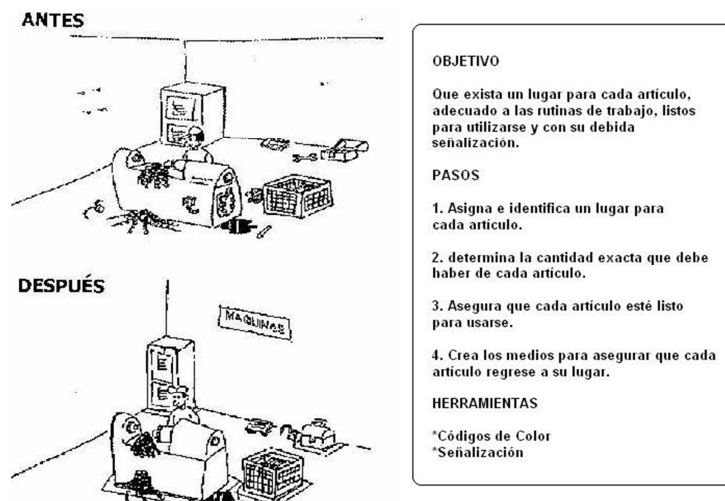 ANTES
DESPUÉS
MAQUINAS
OBJETIVO
Que exista un lugar para cada artículo,
adecuado a las rutinas de trabajo, listos
para utilizarse y con su debida
señalización.
PASOS
1. Asigna e identifica un lugar para
cada artículo.
2. determina la cantidad exacta que debe
haber de cada artículo.
3. Asegura que cada artículo esté listo
para usarse.
4. Crea los medios para asegurar que cada
artículo regrese a su lugar.
HERRAMIENTAS
*Códigos de Color
*Señalización